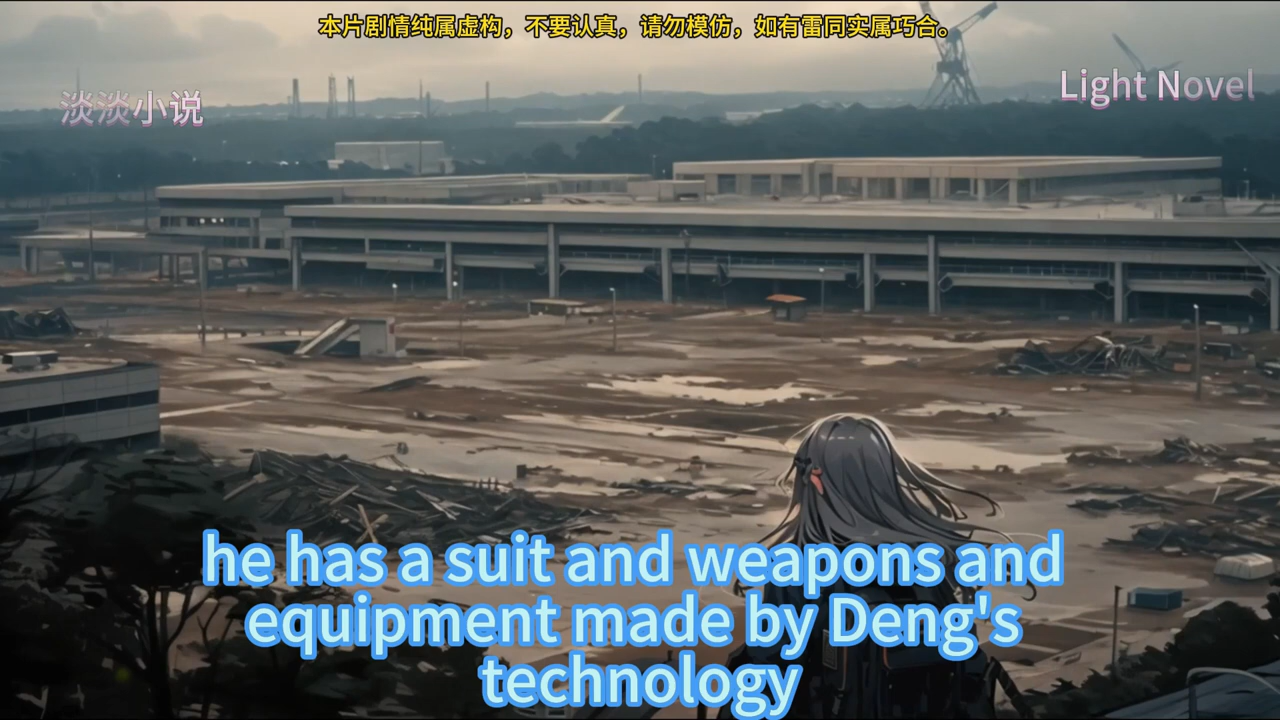 本片剧情纯属虚构，不要认真，请勿模仿，如有雷同实属巧合。
淡淡小说
Light Novel
he has a suit and weapons and
equipment made by Deng's
technology